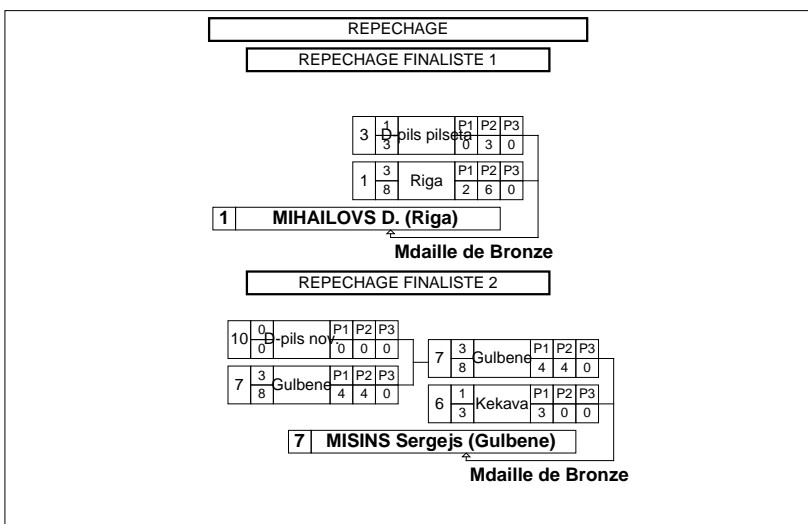 REPECHAGE
REPECHAGE FINALISTE 1
3 1 D-pils pilseta P1 P2 P3
3 0 3 0
1 3 Riga P1 P2 P3
8 2 6 0
1 MIHAILOVS D. (Riga)
Mdaille de Bronze
REPECHAGE FINALISTE 2
10 0 D-pils nov. P1 P2 P3
0 0 0 0
7 3 Gulbene P1 P2 P3
8 4 4 0
7 3 Gulbene P1 P2 P3
8 4 4 0
6 1 Kekava P1 P2 P3
3 3 0 0
7 MISINS Sergejs (Gulbene)
Mdaille de Bronze